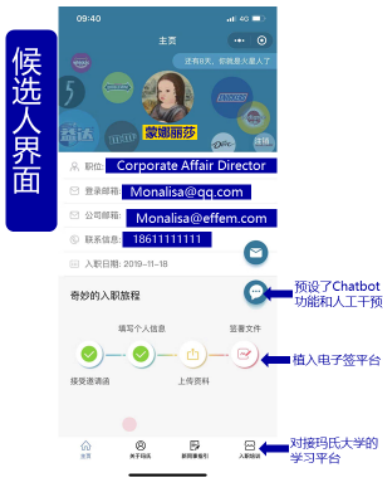 候选人界面
09:40
4G
主页
还有8天，你就是火星人了
5
Dove
蒙娜丽莎
职位: Corporate Affair Director
登录邮箱: Monalisa@qq.com
公司邮箱: Monalisa@effem.com
联系信息: 18611111111
入职日期: 2019-11-18
奇妙的入职旅程
预设了Chatbot
功能和人工干预
填写个人信息
签署文件
植入电子签平台
接受邀请函
上传资料
主页
关于玛氏
新同事指引
入职培训
对接玛氏大学的
学习平台